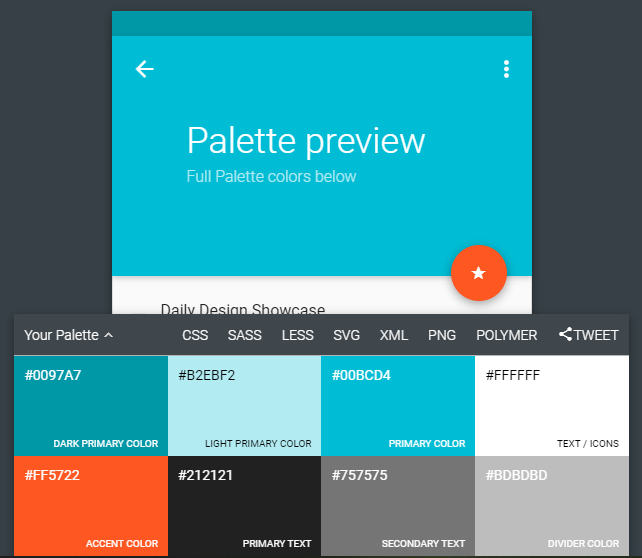 Palette preview
Full Palette colors below
Daily Design Showcase
Your Palette CSS SASS LESS SVG XML PNG POLYMER TWEET
#0097A7 #B2EBF2 #00BCD4 #FFFFFF
DARK PRIMARY COLOR LIGHT PRIMARY COLOR PRIMARY COLOR TEXT / ICONS
#FF5722 #212121 #757575 #BDBDBD
ACCENT COLOR PRIMARY TEXT SECONDARY TEXT DIVIDER COLOR